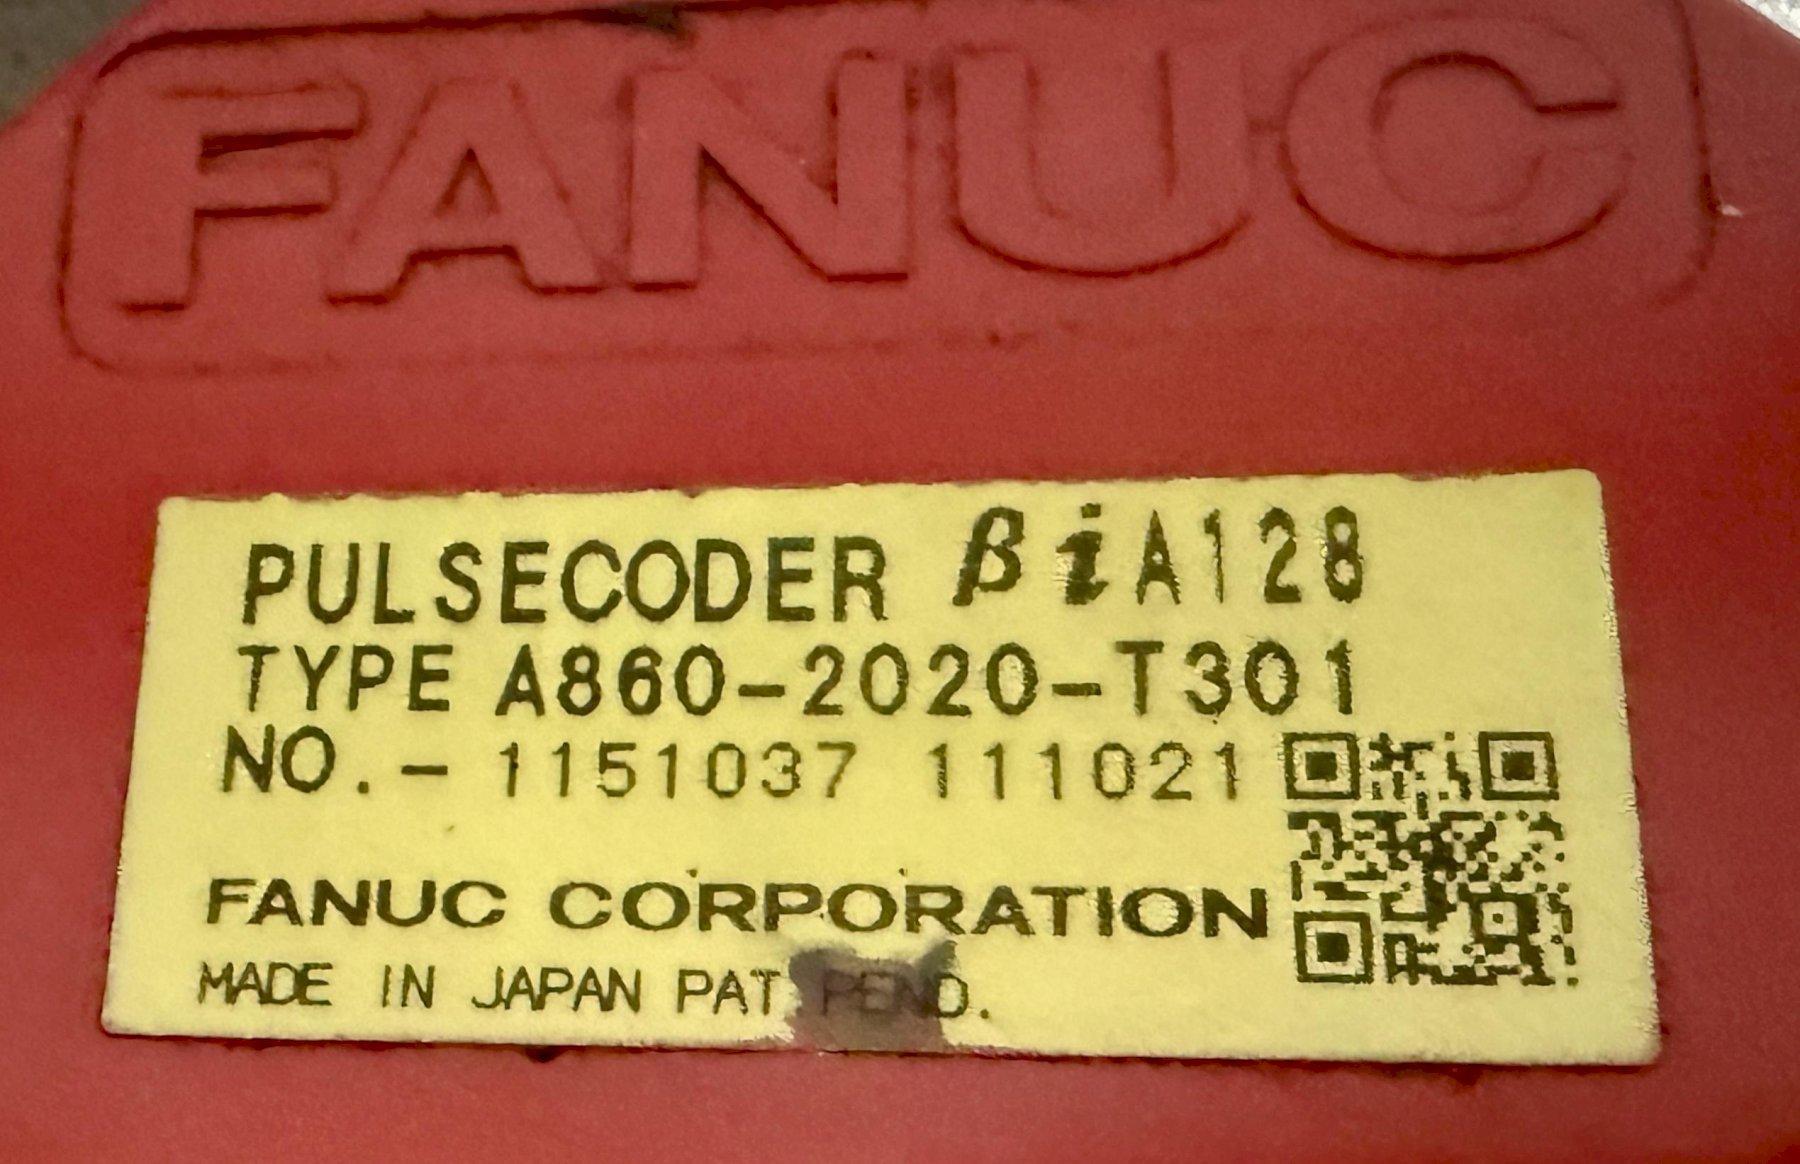 FANUC
PULSECODER βiA128
TYPE A860-2020-T301
NO.- 1151037 111021
FANUC CORPORATION
MADE IN JAPAN PAT PEND.